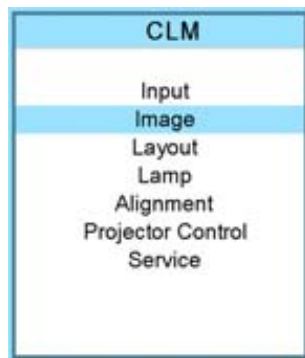 CLM
Input
Image
Layout
Lamp
Alignment
Projector Control
Service